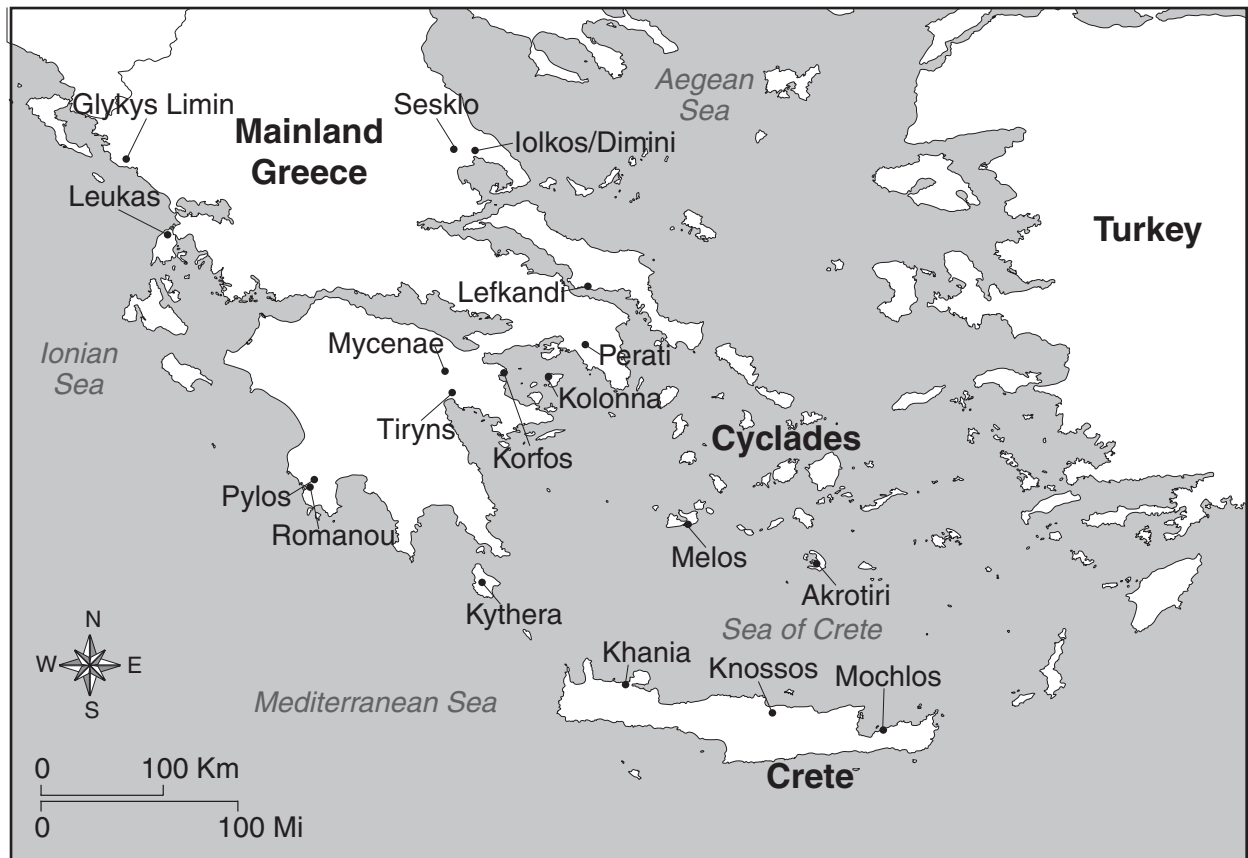 Aegean
Sea
Glykys Limin
Sesklo
Mainland
Greece
Iolkos/Dimini
Leukas
Turkey
Lefkandi
Mycenae
Ionian
Sea
Perati
Kolonna
Tiryns
Cyclades
Korfos
Pylos
Romanou
Melos
Akrotiri
Kythera
Sea of Crete
N
W
E
S
Khania
Knossos
Mochlos
Mediterranean Sea
Crete
0 100 Km
0 100 Mi